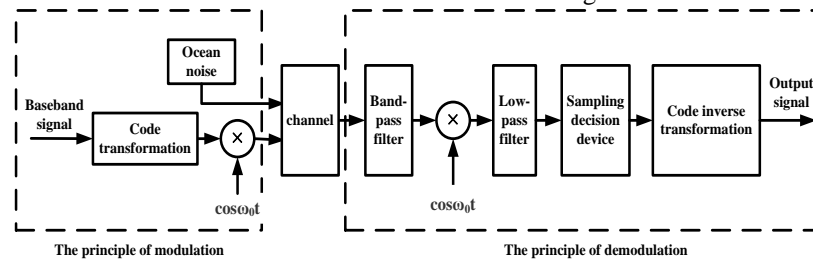 Ocean
noise
Baseband
signal
Code
transformation
×
cosω₀t
channel
Band-
pass
filter
×
cosω₀t
Low-
pass
filter
Sampling
decision
device
Code inverse
transformation
Output
signal
The principle of modulation
The principle of demodulation